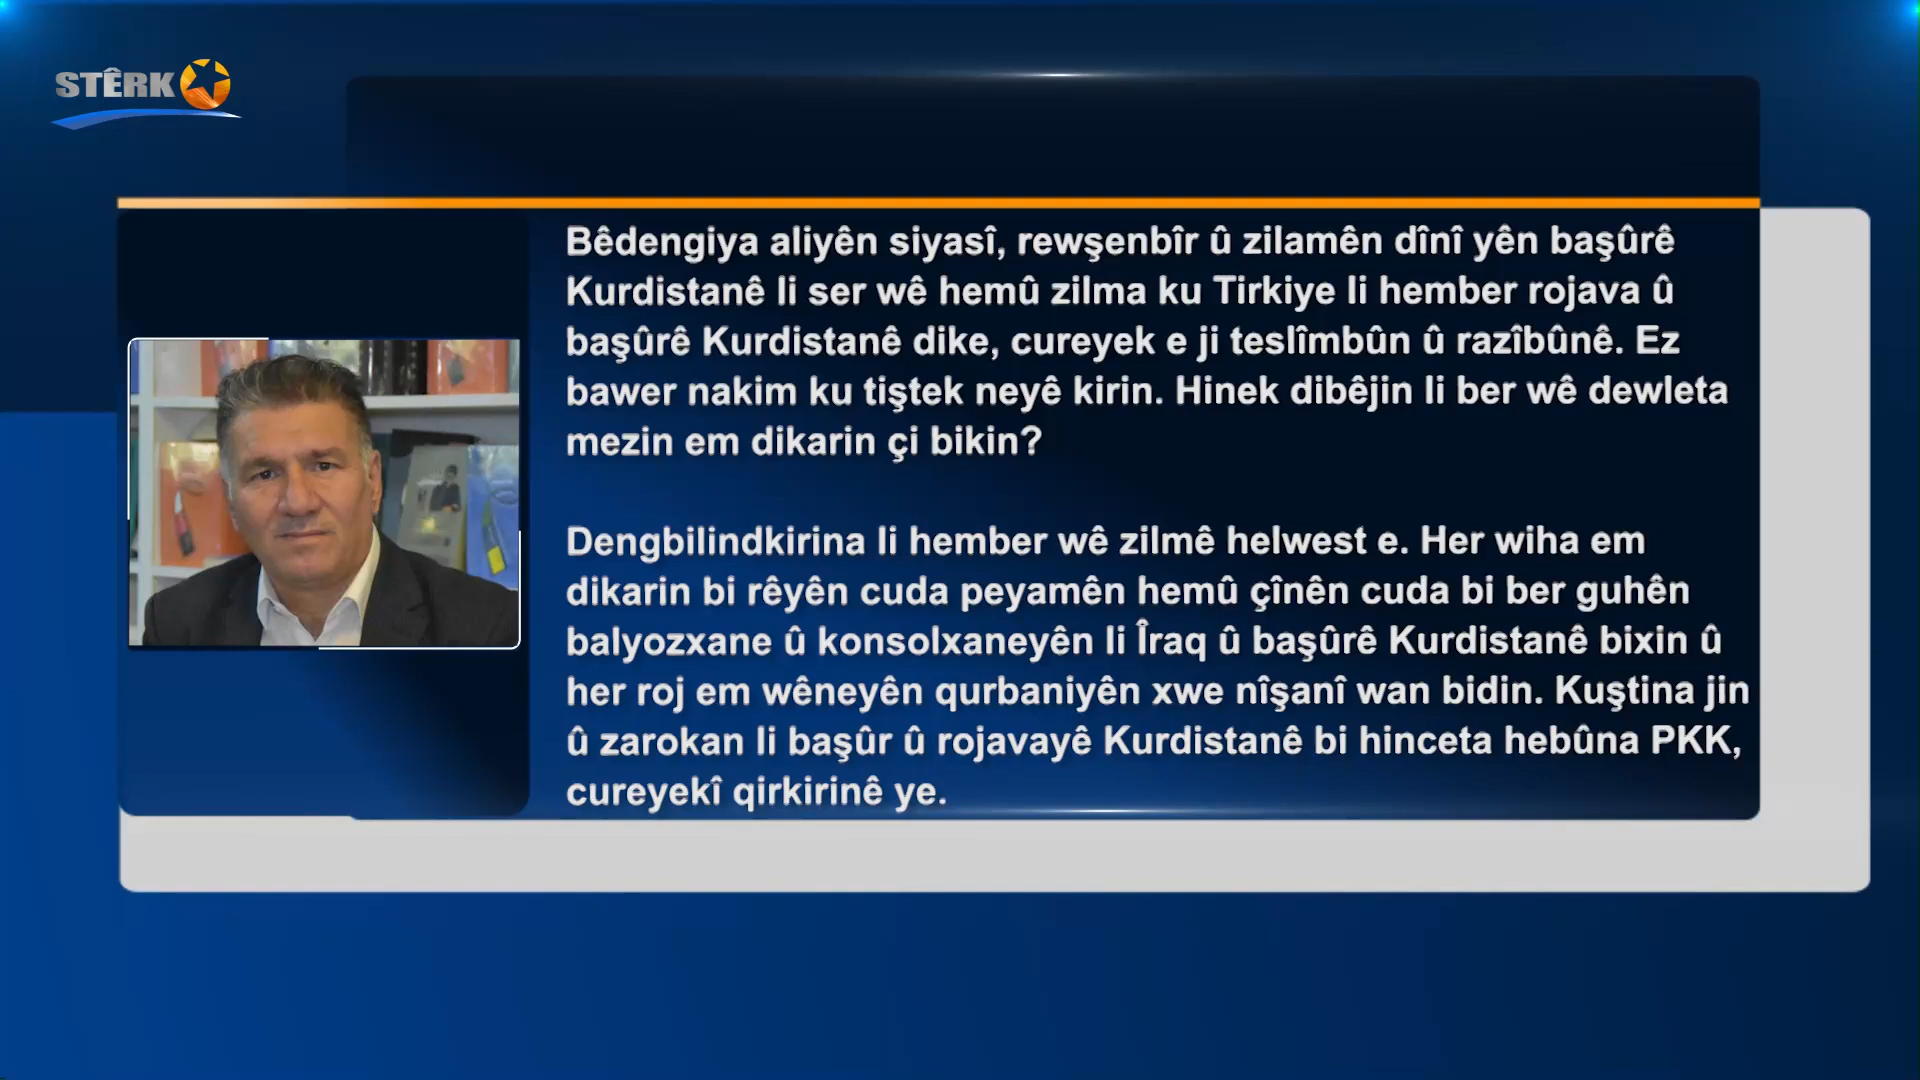 STÊRK
Bêdengiya aliyên siyasî, rewşenbîr û zilamên dînî yên başûrê
Kurdistanê li ser wê hemû zilma ku Tirkiye li hember rojava û
başûrê Kurdistanê dike, cureyek e ji teslîmbûn û razîbûnê. Ez
bawer nakim ku tiştek neyê kirin. Hinek dibêjin li ber wê dewleta
mezin em dikarin çi bikin?
Dengbilindkirina li hember wê zilmê helwest e. Her wiha em
dikarin bi rêyên cuda peyamên hemû çînên cuda bi ber guhên
balyozxane û konsolxaneyên li Îraq û başûrê Kurdistanê bixin û
her roj em wêneyên qurbaniyên xwe nîşanî wan bidin. Kuştina jin
û zarokan li başûr û rojavayê Kurdistanê bi hinceta hebûna PKK,
cureyekî qirkirinê ye.